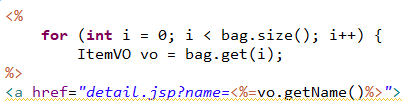 <%
for (int i = 0; i < bag.size(); i++) {
ItemVO vo = bag.get(i);
%>
<a href="detail.jsp?name=<%=vo.getName()%>">